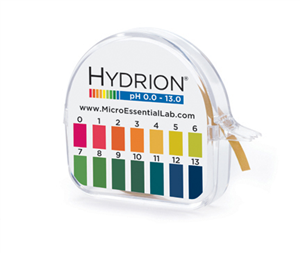 HYDRION®
pH 0.0 - 13.0
www.MicroEssentialLab.com
0 1 2 3 4 5 6
7 8 9 10 11 12 13